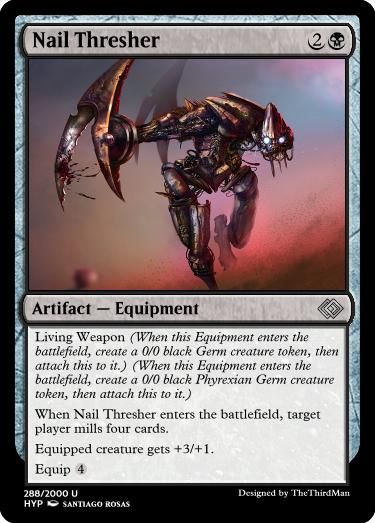 Nail Thresher 2
Artifact — Equipment
Living Weapon (When this Equipment enters the
battlefield, create a 0/0 black Germ creature token, then
attach this to it.) (When this Equipment enters the
battlefield, create a 0/0 black Phyrexian Germ creature
token, then attach this to it.)
When Nail Thresher enters the battlefield, target
player mills four cards.
Equipped creature gets +3/+1.
Equip 4
288/2000 U
HYP SANTIAGO ROSAS
Designed by TheThirdMan